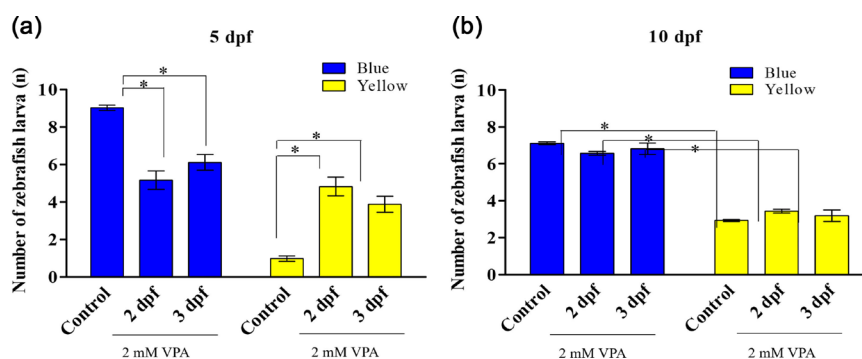 (a)
5 dpf
Blue
Yellow
Number of zebrafish larva (n)
10
8
6
4
2
0
*
*
*
*
Control
2 dpf
3 dpf
Control
2 dpf
3 dpf
2 mM VPA
2 mM VPA
(b)
10 dpf
Blue
Yellow
Number of zebrafish larva (n)
10
8
6
4
2
0
*
*
*
Control
2 dpf
3 dpf
Control
2 dpf
3 dpf
2 mM VPA
2 mM VPA